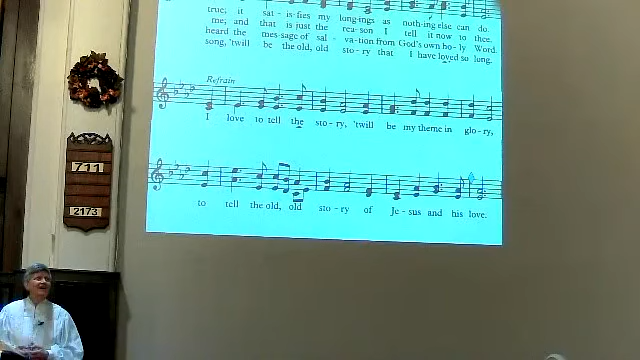 true; it sat - is-fies my long-ings as noth-ing else can do.
me; and that is just the rea-son I tell it now to thee.
heard the mes-sage of sal - va-tion from God's own ho-ly Word.
song, 'twill be the old, old sto-ry that I have loved so long.
Refrain
I love to tell the sto-ry, 'twill be my theme in glo-ry,
to tell the old, old sto-ry of Je-sus and his love.
711
2173